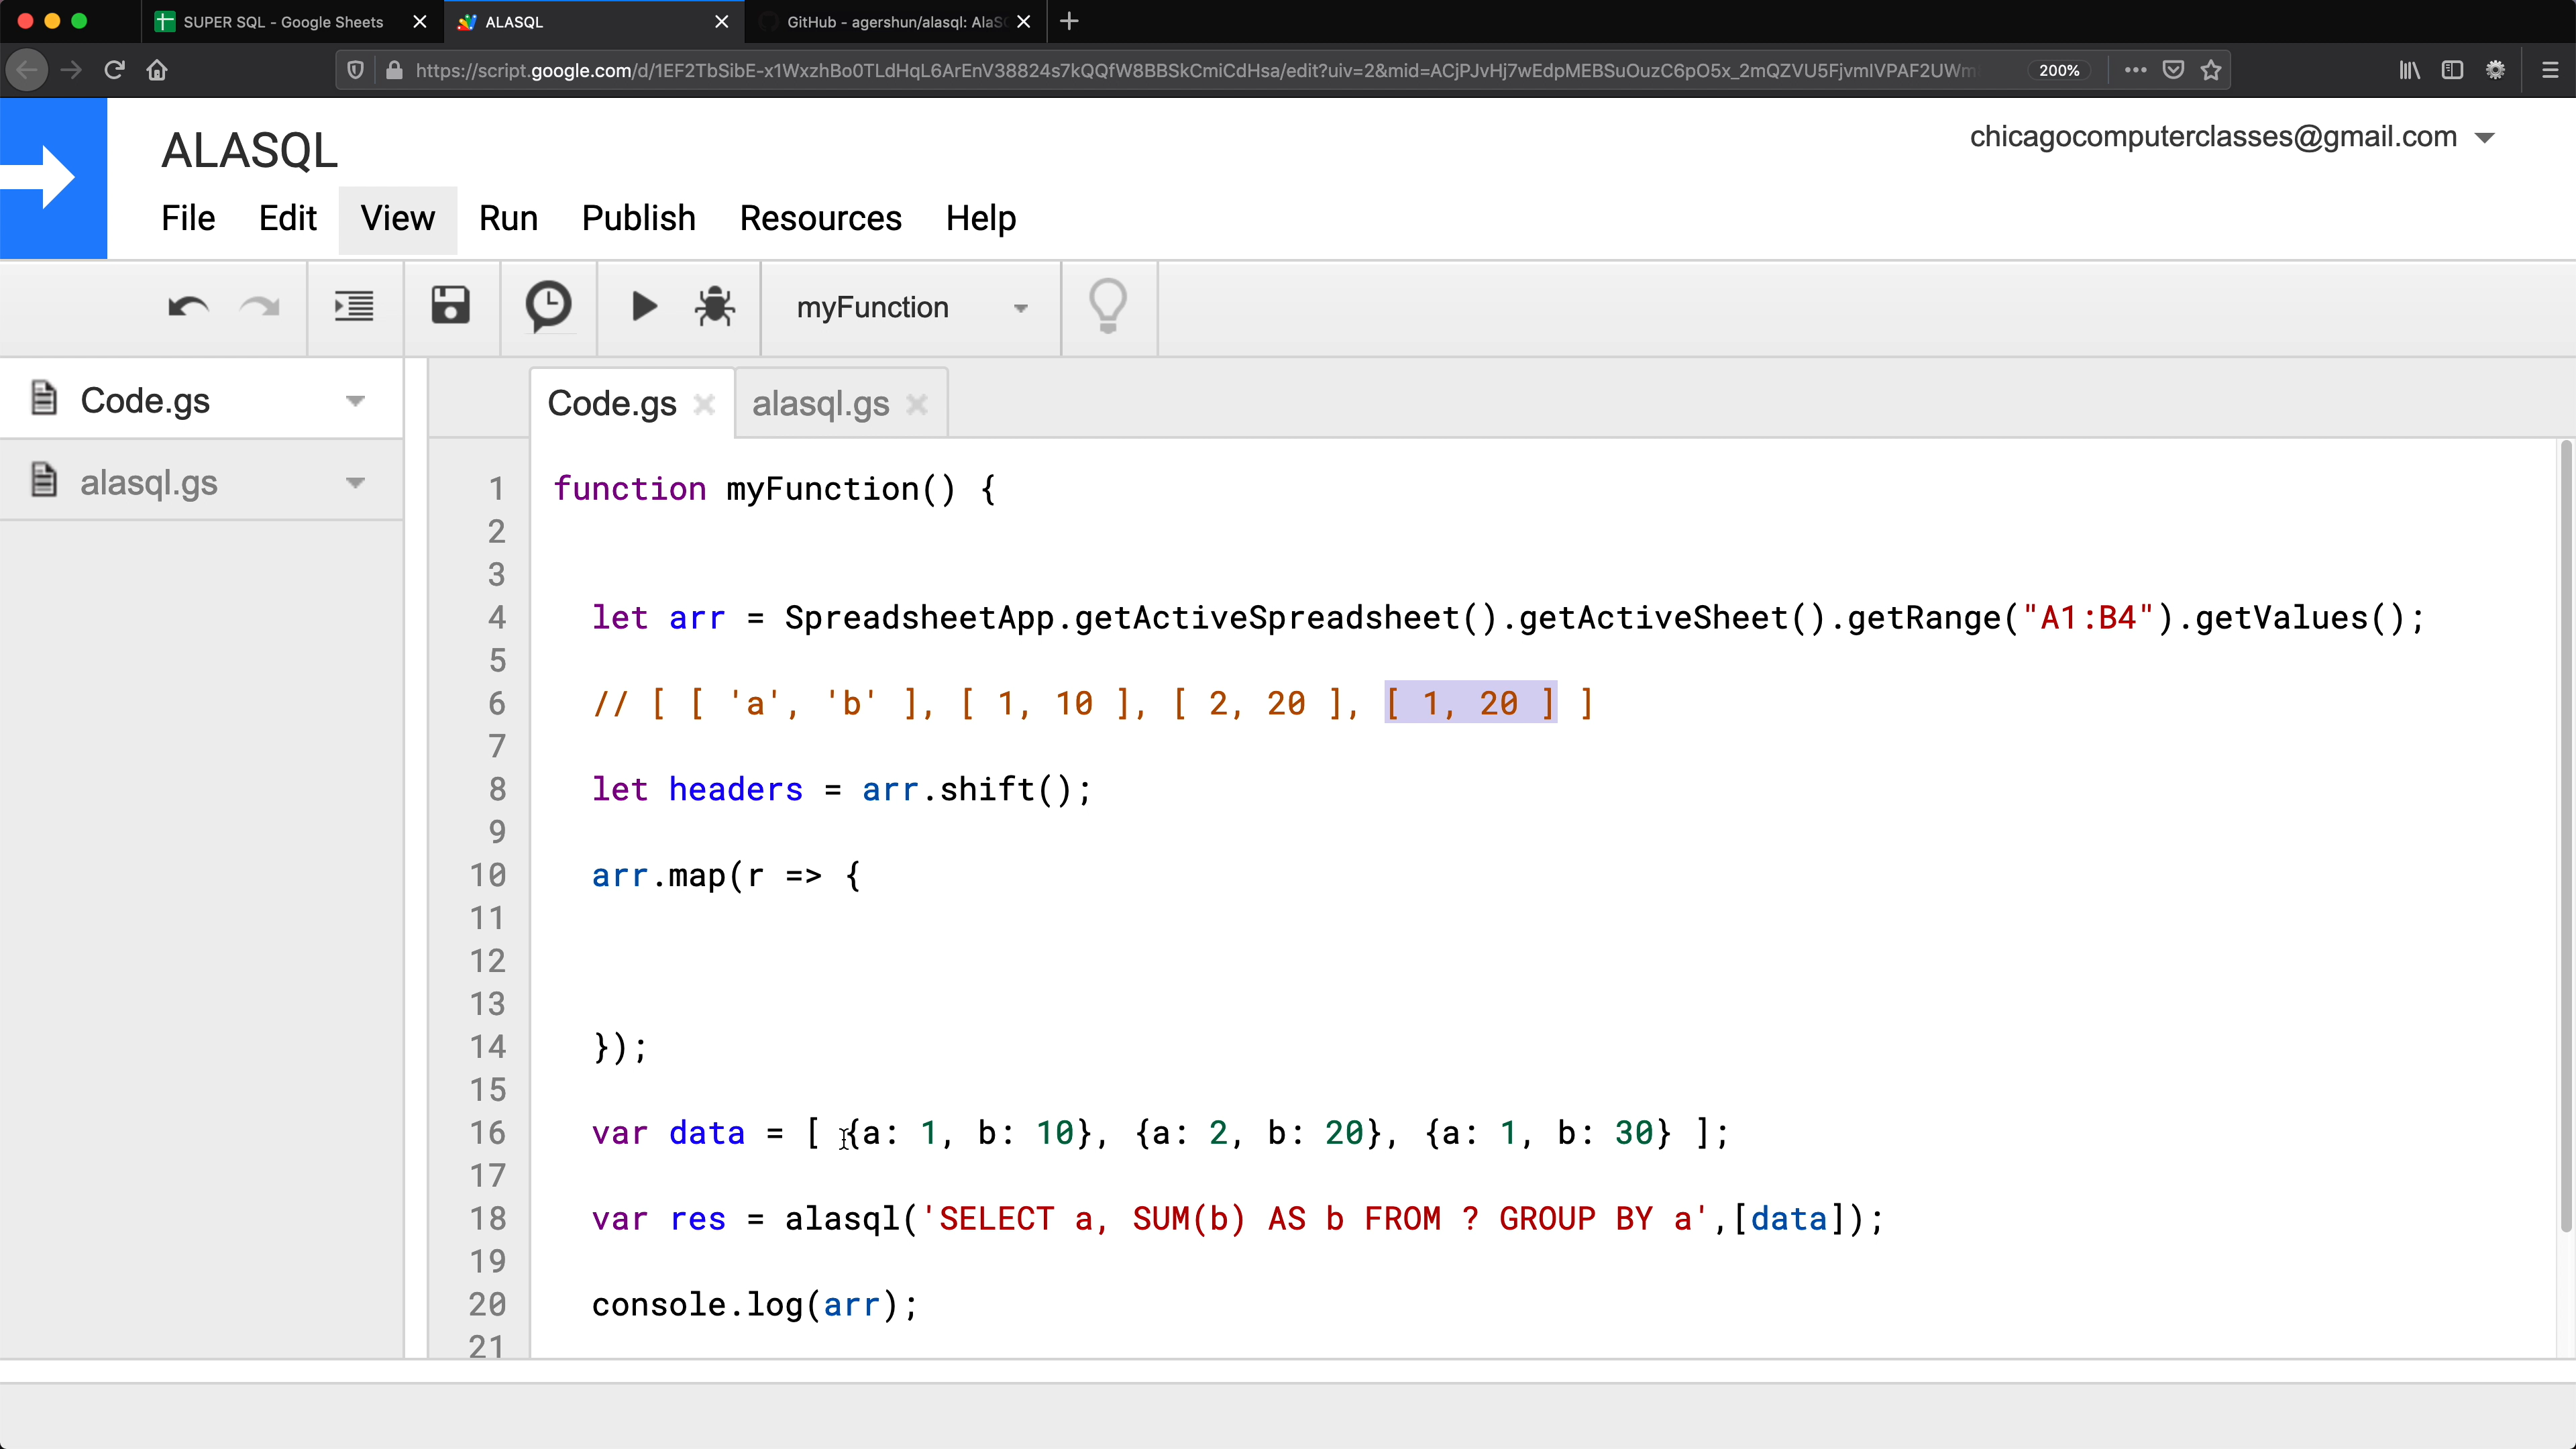 SUPER SQL - Google Sheets
ALASQL
GitHub - agershun/alasql: AlaS
https://script.google.com/d/1EF2TbSibE-x1WxzhBo0TLdHqL6ArEnV38824s7kQQfW8BBSkCmiCdHsa/edit?uiv=2&mid=ACjPJvHj7wEdpMEBSuOuzC6pO5x_2mQZVU5FjvmIVPAF2UWm
200%
ALASQL
chicagocomputerclasses@gmail.com
File Edit View Run Publish Resources Help
myFunction
Code.gs
alasql.gs
Code.gs
alasql.gs
1 function myFunction() {
2
3
4 let arr = SpreadsheetApp.getActiveSpreadsheet().getActiveSheet().getRange("A1:B4").getValues();
5
6 // [ [ 'a', 'b' ], [ 1, 10 ], [ 2, 20 ], [ 1, 20 ] ]
7
8 let headers = arr.shift();
9
10 arr.map(r => {
11
12
13
14 });
15
16 var data = [ {a: 1, b: 10}, {a: 2, b: 20}, {a: 1, b: 30} ];
17
18 var res = alasql('SELECT a, SUM(b) AS b FROM ? GROUP BY a',[data]);
19
20 console.log(arr);
21